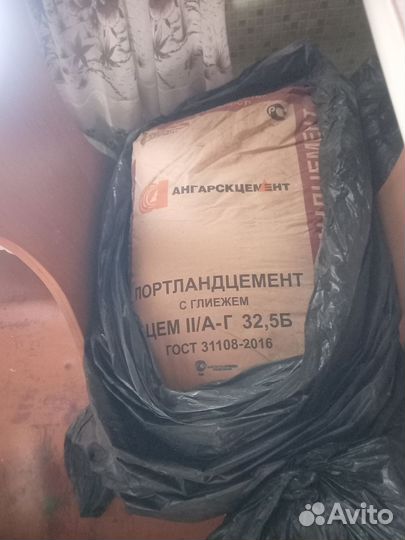 АНГАРСКЦЕМЕНТ
ПОРТЛАНДЦЕМЕНТ
С ГЛИЕЖЕМ
ЦЕМ II/А-Г 32,5Б
ГОСТ 31108-2016
Avito